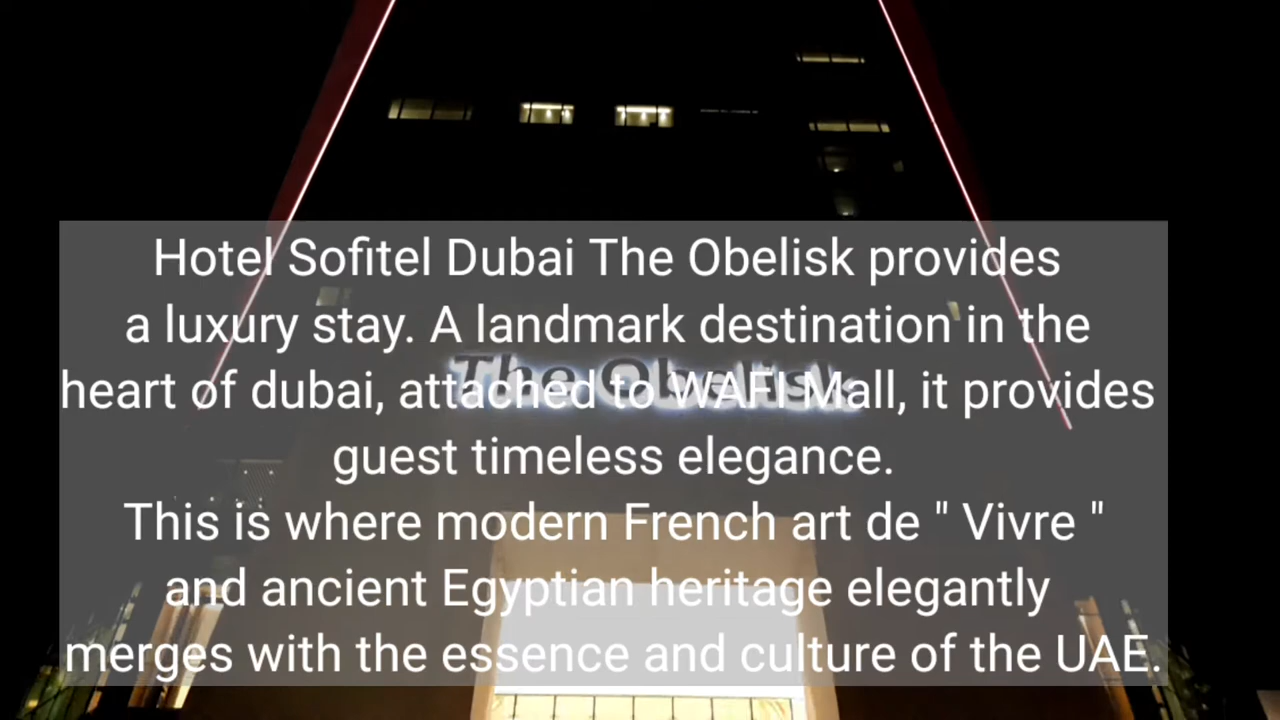 Hotel Sofitel Dubai The Obelisk provides
a luxury stay. A landmark destination in the
heart of dubai, attached to WAFI Mall, it provides
guest timeless elegance.
This is where modern French art de " Vivre "
and ancient Egyptian heritage elegantly
merges with the essence and culture of the UAE.
The Obelisk